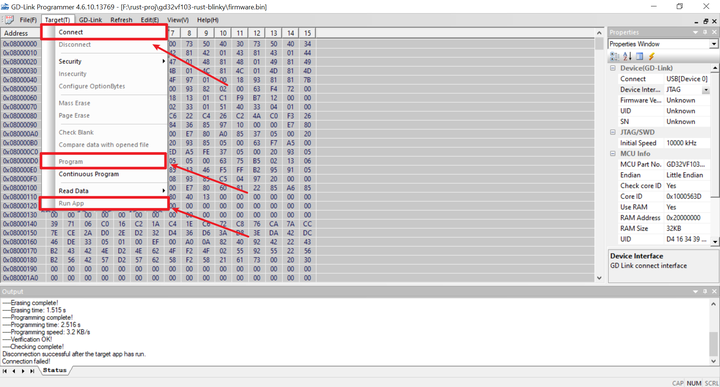 GD-Link Programmer 4.6.10.13769 - [F:\rust-proj\gd32vf103-rust-blinky\firmware.bin]
File(F) Target(T) GD-Link Refresh Edit(E) View(V) Help(H)
Address 7 8 9 10 11 12 13 14 15
Connect
Disconnect
Security
Insecurity
Configure OptionBytes
Mass Erase
Page Erase
Check Blank
Compare data with opened file
Program
Continuous Program
Read Data
Run App
0x08000000 00 73 50 40 30 73 50 40 34
0x08000010 42 81 42 01 43 81 43 01 44
0x08000020 47 01 48 81 48 01 49 81 49
0x08000030 4B 01 4C 81 4C 01 4D 81 4D
0x08000040 4F 97 01 00 18 93 81 81 7B
0x08000050 00 93 82 02 00 63 F4 72 00
0x08000060 18 13 01 C1 F9 B7 12 00 00
0x08000070 02 33 01 51 40 33 04 01 00
0x08000080 C6 22 C4 26 C2 4A C0 F3 26
0x08000090 84 36 85 97 10 00 00 E7 80
0x080000A0 00 E7 80 A0 85 37 05 00 20
0x080000B0 20 93 85 85 05 00 63 F7 A5
0x080000C0 ED A5 FE 37 05 00 20 93 05
0x080000D0 05 05 00 63 75 B5 02 13 06
0x080000E0 13 46 F5 FF B2 95 91 05
0x080000F0 08 93 85 C5 04 97 20 00 00
0x08000100 00 E7 80 60 81 22 85 A6 85
0x08000110 80 40 13 00 00 00 00 00 00
0x08000120 00 00 00 00 00 00 00 00
0x08000130 00 00 00 00 00 00 00 00 00 00 00 00 00 00 00 00
0x08000140 39 71 06 C0 16 C2 1A C4 1E C6 72 C8 76 CA 7A CC
0x08000150 7E CE 2A D0 2E D2 32 D4 36 D6 3A D8 3E DA 42 DC
0x08000160 46 DE 33 05 01 00 EF 00 A0 0A 82 40 92 42 22 43
0x08000170 B2 43 42 4E D2 4E 62 4F F2 4F 02 55 92 55 22 56
0x08000180 B2 56 42 57 D2 57 62 58 F2 58 21 61 73 00 20 30
0x08000190 00 00 00 00 00 00 00 00 00 00 00 00 00 00 00 00
0x080001A0 00 00 00 00 00 00 00 00 00 00 00 00 00 00 00 00
Properties
Properties Window
Device(GD-Link)
Connect USB[Device 0]
Device Inter... JTAG
Firmware Ve... Unknown
UID Unknown
SN Unknown
JTAG/SWD
Initial Speed 10000 kHz
MCU Info
MCU Part No. GD32VF103...
Endian Little Endian
Check core ID Yes
Core ID 0x1000563D
Use RAM Yes
RAM Address 0x20000000
RAM Size 32KB
UID D4 16 34 39 ...
Device Interface
GD Link connect interface
Output
----Erasing complete!
----Erasing time: 1.515 s
----Programming complete!
----Programming time: 2.516 s
----Programming speed: 3.2 KB/s
----Verification OK!
----Checking complete!
Disconnection successful after the target app has run.
Connection failed!
Status
CAP NUM SCRL